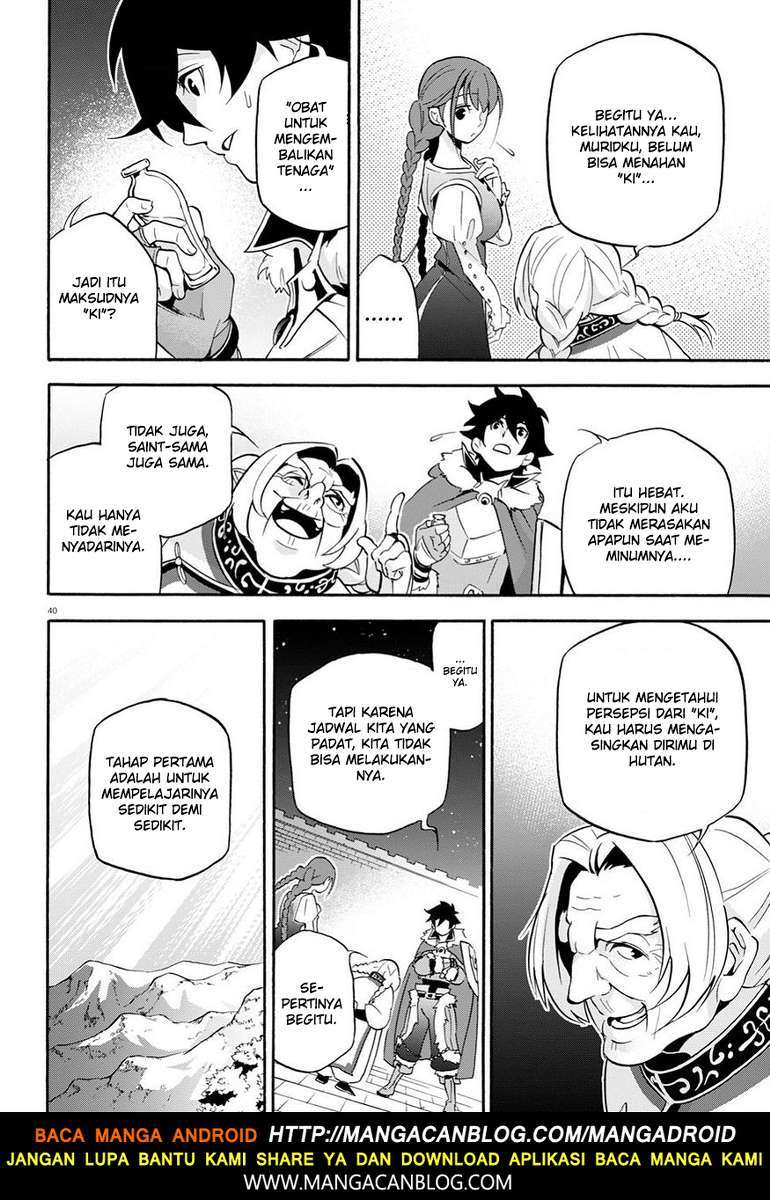 BEGITU YA...
KELIHATANNYA KAU,
MURIDKU, BELUM
BISA MENAHAN
"KI"...
......
"OBAT
UNTUK
MENGEM-
BALIKAN
TENAGA"
...
JADI ITU
MAKSUDNYA
"KI"?
ITU HEBAT.
MESKIPUN AKU
TIDAK MERASAKAN
APAPUN SAAT ME-
MINUMNYA....
TIDAK JUGA,
SAINT-SAMA
JUGA SAMA.
KAU HANYA
TIDAK ME-
NYADARINYA.
40
UNTUK MENGETAHUI
PERSEPSI DARI "KI",
KAU HARUS MENGA-
SINGKAN DIRIMU DI
HUTAN.
...
BEGITU
YA.
TAPI KARENA
JADWAL KITA YANG
PADAT, KITA TIDAK
BISA MELAKUKAN-
NYA.
SE-
PERTINYA
BEGITU.
TAHAP PERTAMA
ADALAH UNTUK
MEMPELAJARINYA
SEDIKIT DEMI
SEDIKIT.
BACA MANGA ANDROID HTTP://MANGACANBLOG.COM/MANGADROID
JANGAN LUPA BANTU KAMI SHARE YA DAN DOWNLOAD APLIKASI BACA MANGA KAMI
WWW.MANGACANBLOG.COM